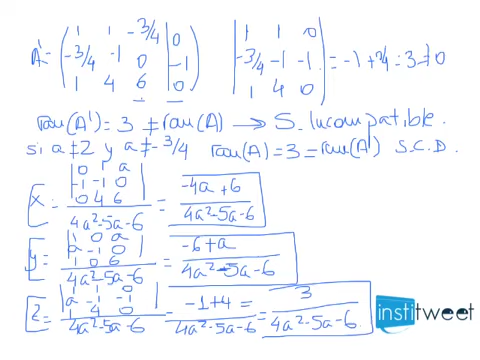 A' = ( 1 1 -3/4 | 0
-3/4 -1 0 | -1
1 4 6 | 0 )
| 1 1 0
-3/4 -1 -1
1 4 0 | = -1 + 3/4 = 3 ≠ 0
ran(A') = 3 ≠ ran(A) → S. Incompatible.
si a ≠ 2 y a ≠ -3/4 ran(A) = 3 = ran(A') S.C.D.
x = | 0 1 a
-1 -1 0
0 4 6 | / 4a²-5a-6 = -4a+6 / 4a²-5a-6
y = | 1 0 a
a -1 0
1 0 6 | / 4a²-5a-6 = -6+a / 4a²-5a-6
z = | 1 1 0
a -1 -1
1 4 0 | / 4a²-5a-6 = -1+4 / 4a²-5a-6 = 3 / 4a²-5a-6
institweet